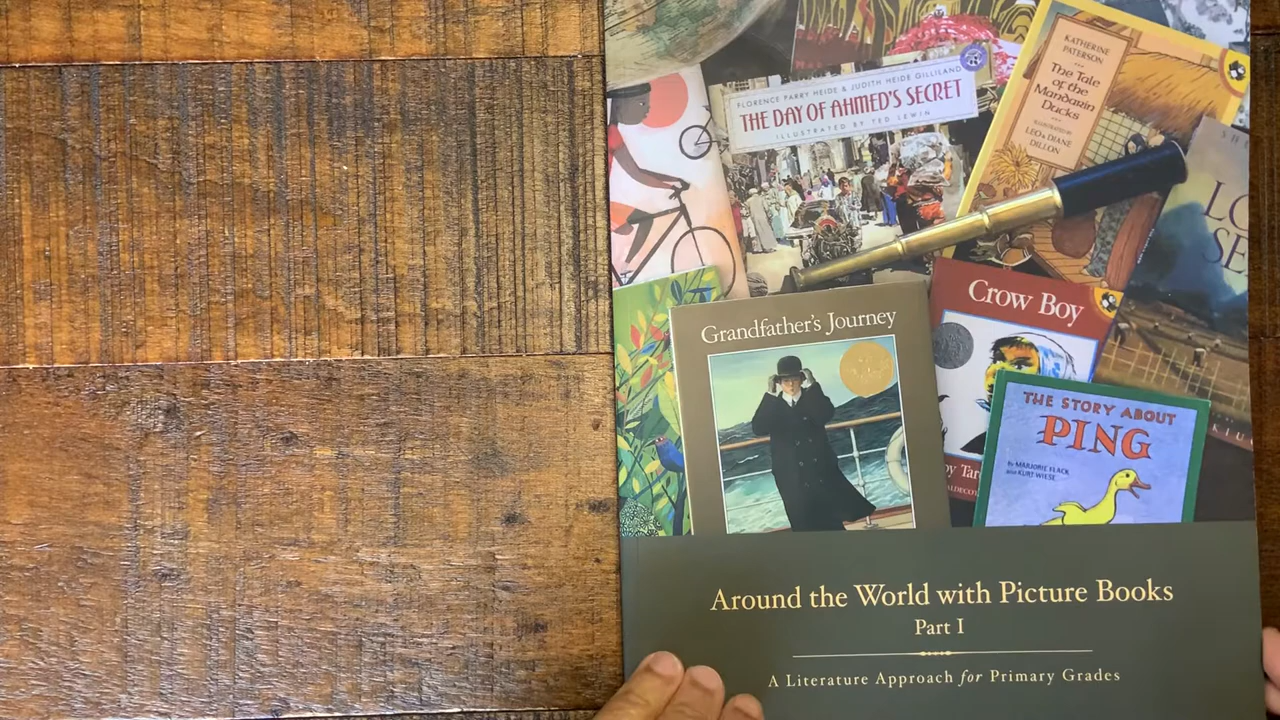 FLORENCE PARRY HEIDE & JUDITH HEIDE GILLILAND
THE DAY OF AHMED'S SECRET
ILLUSTRATED BY TED LEWIN
KATHERINE
PATERSON
The Tale
of the
Mandarin
Ducks
ILLUSTRATED BY
LEO & DIANE
DILLON
Grandfather's Journey
Crow Boy
THE STORY ABOUT
PING
By MARJORIE FLACK
and KURT WIESE
Around the World with Picture Books
Part I
A Literature Approach for Primary Grades